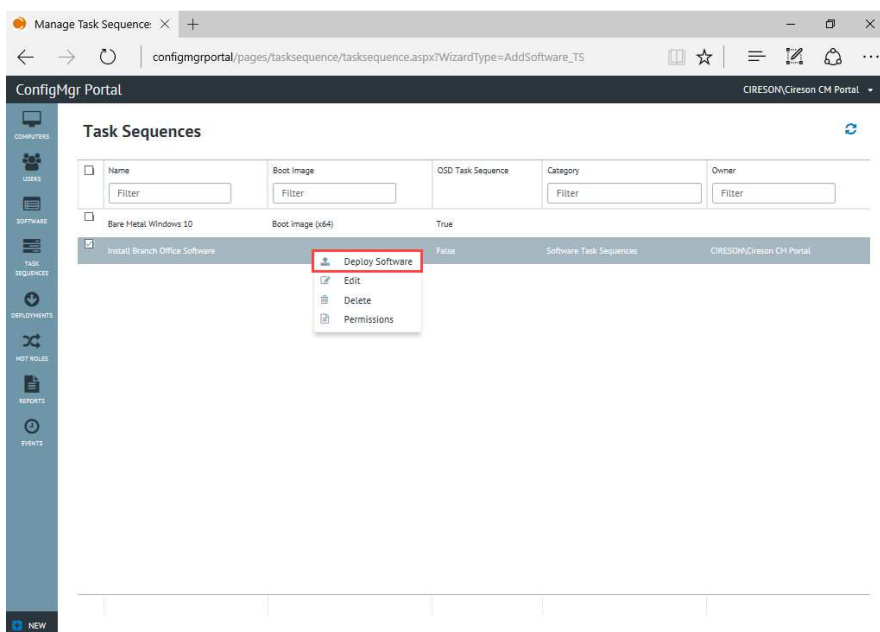 Manage Task Sequence:
configmgrportal/pages/tasksequence/tasksequence.aspx?WizardType=AddSoftware_TS
ConfigMgr Portal
CIRESON\Cireson CM Portal
COMPUTERS
USERS
SOFTWARE
TASK
SEQUENCES
DEPLOYMENTS
MDT ROLES
REPORTS
EVENTS
NEW
Task Sequences
Name Boot Image OSD Task Sequence Category Owner
Filter Filter Filter Filter
Bare Metal Windows 10 Boot image (x64) True
Install Branch Office Software False Software Task Sequences CIRESON\Cireson CM Portal
Deploy Software
Edit
Delete
Permissions